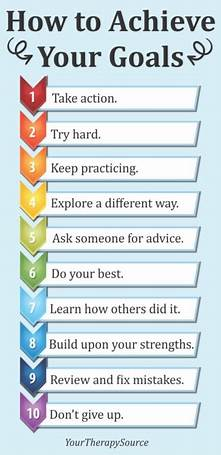 How to Achieve
Your Goals
1 Take action.
2 Try hard.
3 Keep practicing.
4 Explore a different way.
5 Ask someone for advice.
6 Do your best.
7 Learn how others did it.
8 Build upon your strengths.
9 Review and fix mistakes.
10 Don't give up.
YourTherapySource